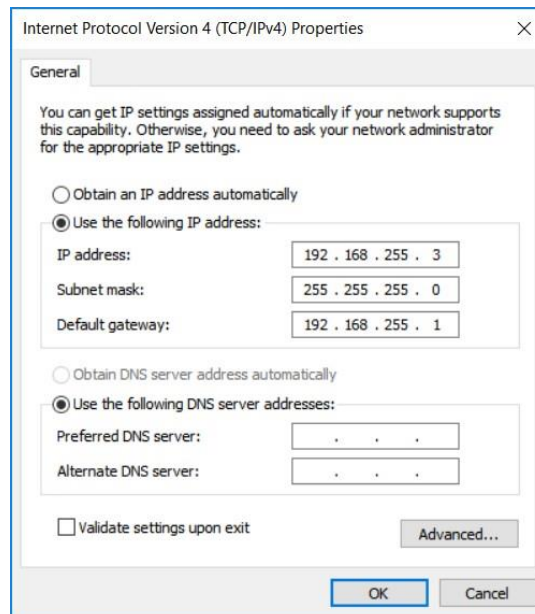 Internet Protocol Version 4 (TCP/IPv4) Properties
General
You can get IP settings assigned automatically if your network supports
this capability. Otherwise, you need to ask your network administrator
for the appropriate IP settings.
Obtain an IP address automatically
Use the following IP address:
IP address: 192 . 168 . 255 . 3
Subnet mask: 255 . 255 . 255 . 0
Default gateway: 192 . 168 . 255 . 1
Obtain DNS server address automatically
Use the following DNS server addresses:
Preferred DNS server: . . .
Alternate DNS server: . . .
Validate settings upon exit
Advanced...
OK Cancel